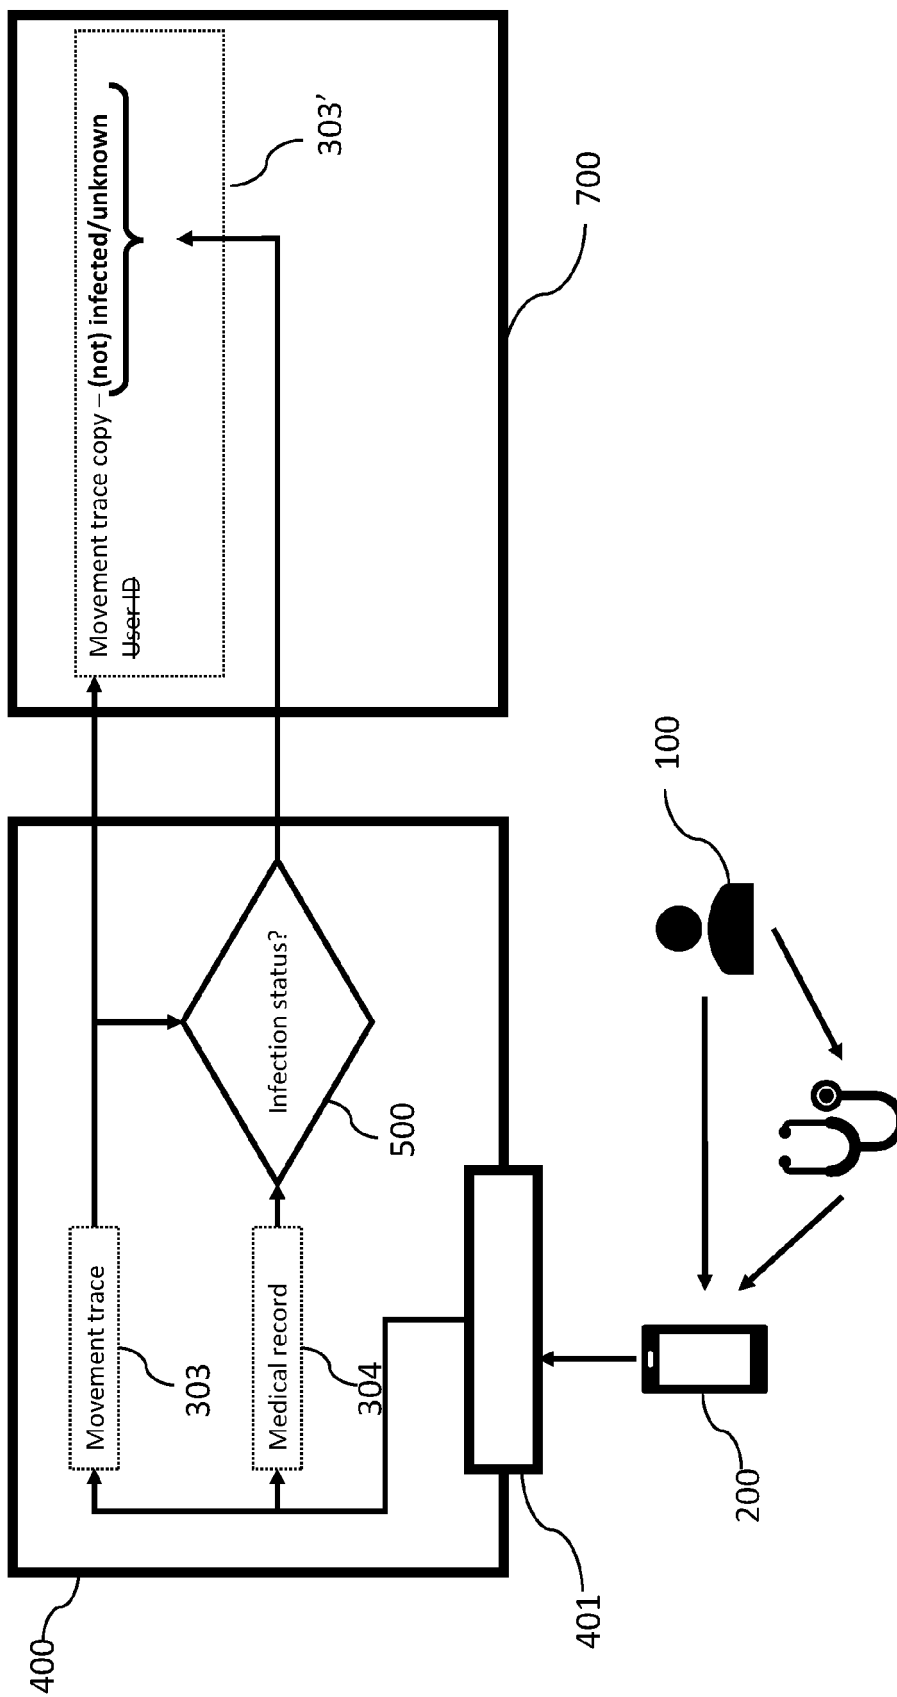 400
Movement trace
303
Medical record
304
Infection status?
500
401
200
100
Movement trace copy – (not) infected/unknown
User ID
303’
700